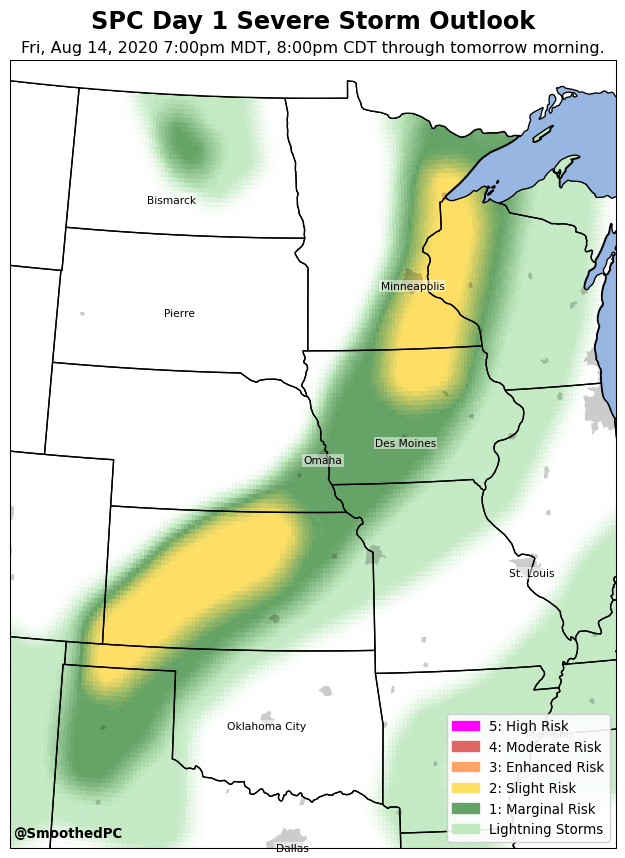 SPC Day 1 Severe Storm Outlook
Fri, Aug 14, 2020 7:00pm MDT, 8:00pm CDT through tomorrow morning.
Bismarck
Minneapolis
Pierre
Des Moines
Omaha
St. Louis
Oklahoma City
Memphis
5: High Risk
4: Moderate Risk
3: Enhanced Risk
2: Slight Risk
1: Marginal Risk
Lightning Storms
@SmoothedPC
Dallas